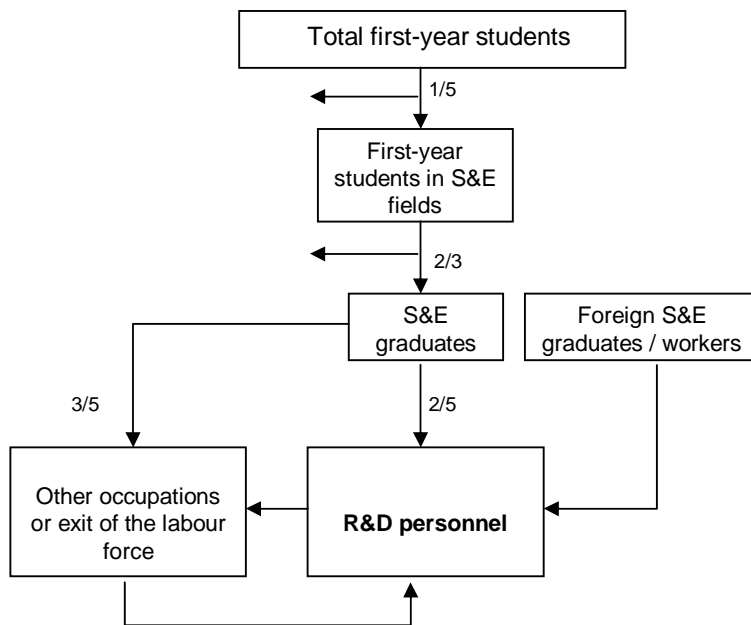 Total first-year students
1/5
First-year
students in S&E
fields
2/3
S&E
graduates
Foreign S&E
graduates / workers
3/5
2/5
Other occupations
or exit of the labour
force
R&D personnel